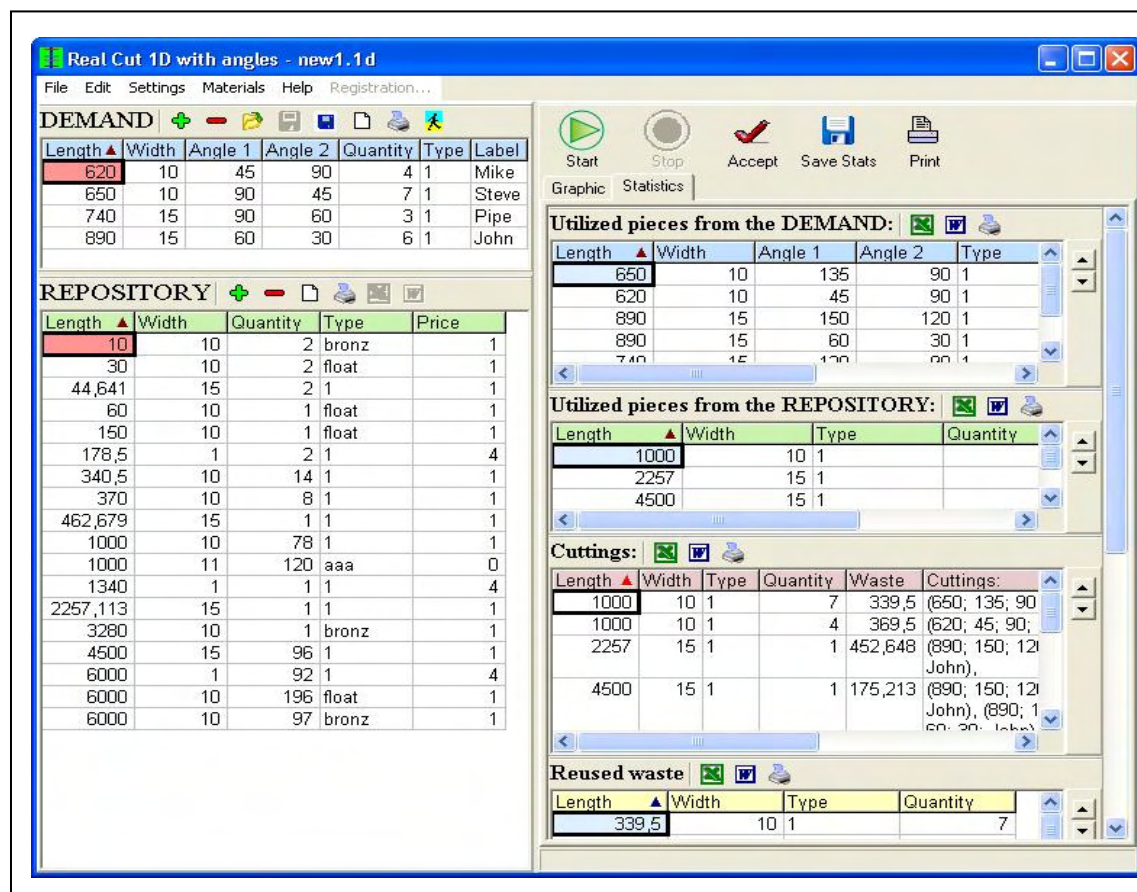 Real Cut 1D with angles - new1.1d
File Edit Settings Materials Help Registration...
DEMAND
Length Width Angle 1 Angle 2 Quantity Type Label
620 10 45 90 4 1 Mike
650 10 90 45 7 1 Steve
740 15 90 60 3 1 Pipe
890 15 60 30 6 1 John
REPOSITORY
Length Width Quantity Type Price
10 10 2 bronz 1
30 10 2 float 1
44,641 15 2 1 1
60 10 1 float 1
150 10 1 float 1
178,5 1 2 1 4
340,5 10 14 1 1
370 10 8 1 1
462,679 15 1 1 1
1000 10 78 1 1
1000 11 120 aaa 0
1340 1 1 1 4
2257,113 15 1 1 1
3280 10 1 bronz 1
4500 15 96 1 1
6000 1 92 1 4
6000 10 196 float 1
6000 10 97 bronz 1
Start Stop Accept Save Stats Print
Graphic Statistics
Utilized pieces from the DEMAND:
Length Width Angle 1 Angle 2 Type
650 10 135 90 1
620 10 45 90 1
890 15 150 120 1
890 15 60 30 1
740 15 120 90 1
Utilized pieces from the REPOSITORY:
Length Width Type Quantity
1000 10 1
2257 15 1
4500 15 1
Cuttings:
Length Width Type Quantity Waste Cuttings:
1000 10 1 7 339,5 (650; 135; 90
1000 10 1 4 369,5 (620; 45; 90;
2257 15 1 1 452,648 (890; 150; 12
John),
4500 15 1 1 175,213 (890; 150; 12
John), (890; 1
60; 30; John)
Reused waste
Length Width Type Quantity
339,5 10 1 7